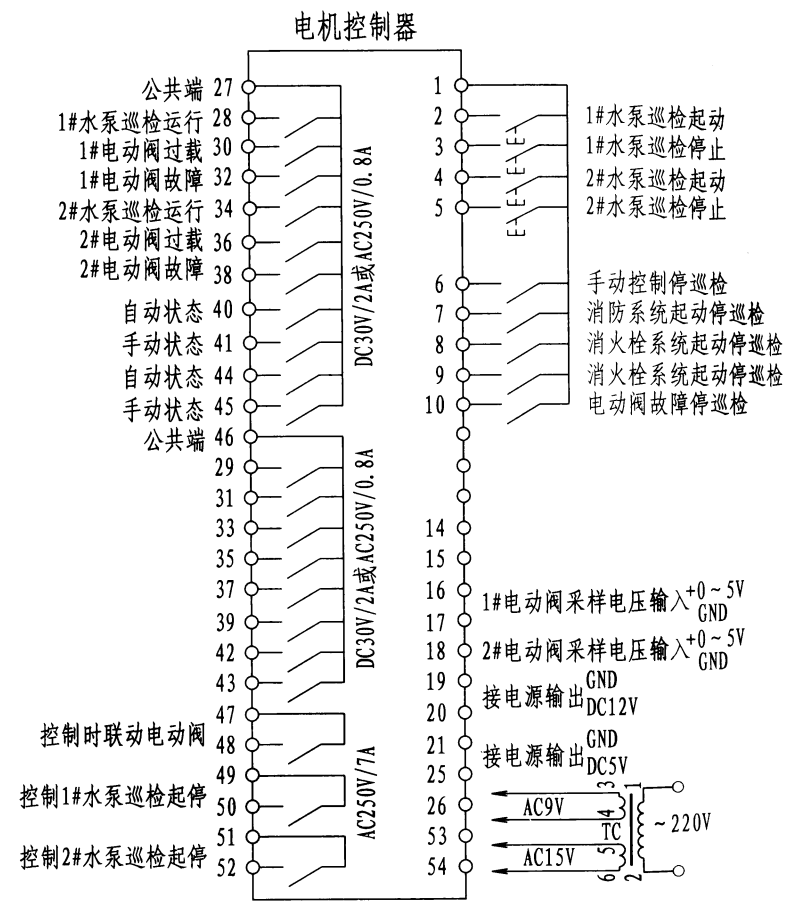 电机控制器
公共端 27
1#水泵巡检运行 28
1#电动阀过载 30
1#电动阀故障 32
2#水泵巡检运行 34
2#电动阀过载 36
2#电动阀故障 38
自动状态 40
手动状态 41
自动状态 44
手动状态 45
公共端 46
29
31
33
35
37
39
42
43
47
控制时联动电动阀 48
49
控制1#水泵巡检起停 50
51
控制2#水泵巡检起停 52
DC30V/2A或AC250V/0.8A
DC30V/2A或AC250V/0.8A
AC250V/7A
1
2 1#水泵巡检起动
3 1#水泵巡检停止
4 2#水泵巡检起动
5 2#水泵巡检停止
6 手动控制停巡检
7 消防系统起动停巡检
8 消火栓系统起动停巡检
9 消火栓系统起动停巡检
10 电动阀故障停巡检
14
15
16
17
1#电动阀采样电压输入 +0~5V
GND
18
2#电动阀采样电压输入 +0~5V
GND
19
20
接电源输出 GND
DC12V
21
25
接电源输出 GND
DC5V
26
53
54
AC9V
AC15V
3
4
TC
5
6
1
2
~220V